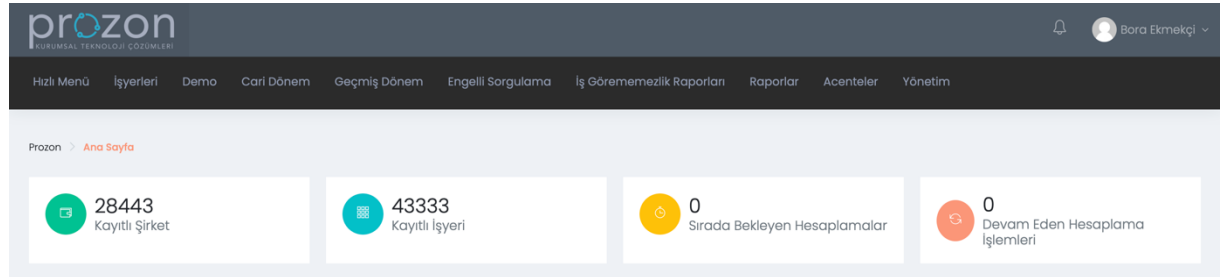 prozon
KURUMSAL TEKNOLOJİ ÇÖZÜMLERİ
Bora Ekmekçi
Hızlı Menü İşyerleri Demo Cari Dönem Geçmiş Dönem Engelli Sorgulama İş Görememezlik Raporları Raporlar Acenteler Yönetim
Prozon > Ana Sayfa
28443
Kayıtlı Şirket
43333
Kayıtlı İşyeri
0
Sırada Bekleyen Hesaplamalar
0
Devam Eden Hesaplama
İşlemleri